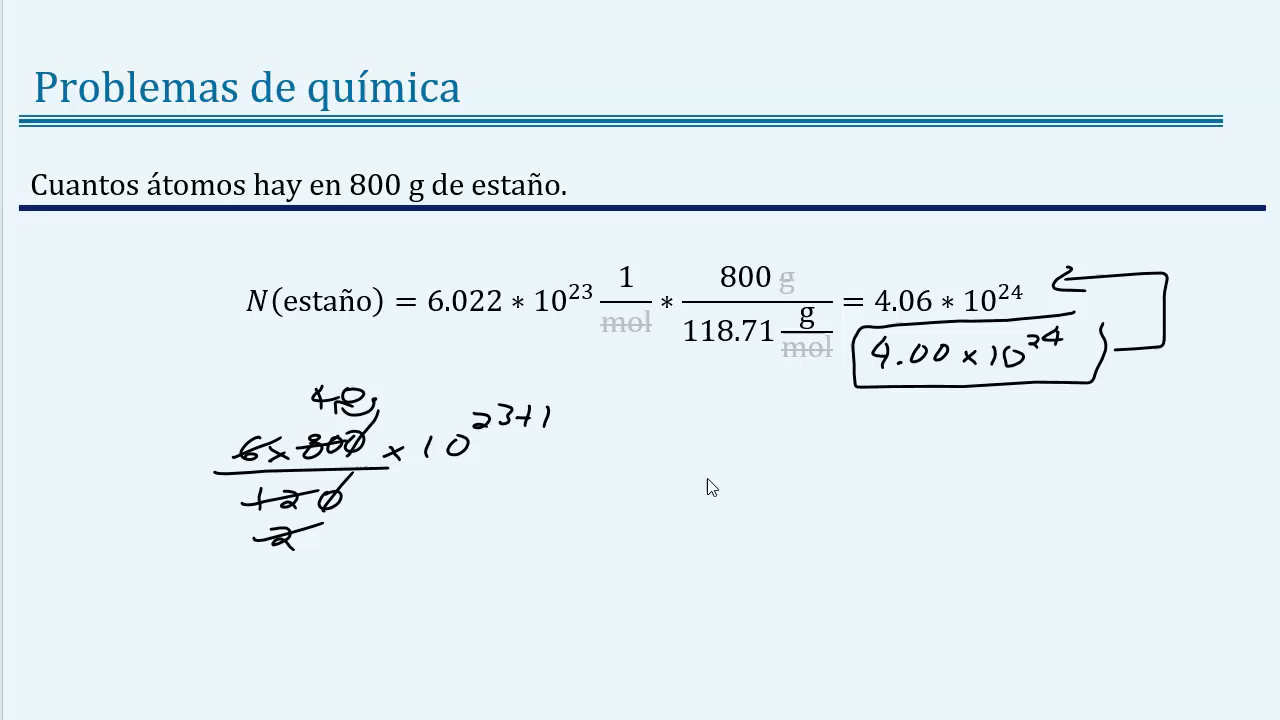 Problemas de química
Cuantos átomos hay en 800 g de estaño.
N(estaño) = 6.022 * 10^23 1/mol * 800 g / 118.71 g/mol = 4.06 * 10^24
4.00 x 10^24
40.
6 x 800 x 10^23+1
120
2